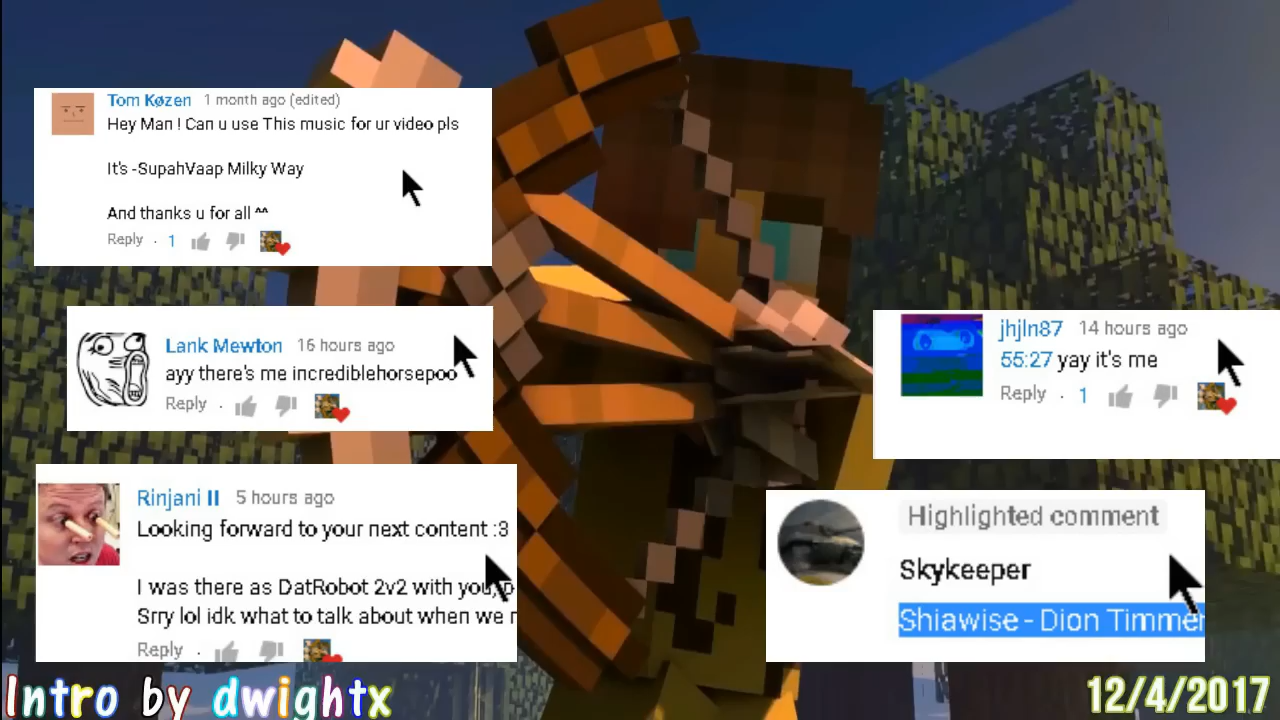 Tom Køzen 1 month ago (edited)
Hey Man ! Can u use This music for ur video pls
It's -SupahVaap Milky Way
And thanks u for all ^^
Reply · 1
Lank Mewton 16 hours ago
ayy there's me incrediblehorsepoo
Reply ·
Rinjani II 5 hours ago
Looking forward to your next content :3
I was there as DatRobot 2v2 with you,
Srry lol idk what to talk about when we
Reply ·
jhjln87 14 hours ago
55:27 yay it's me
Reply · 1
Highlighted comment
Skykeeper
Shiawise - Dion Timmer
Intro by dwightx
12/4/2017